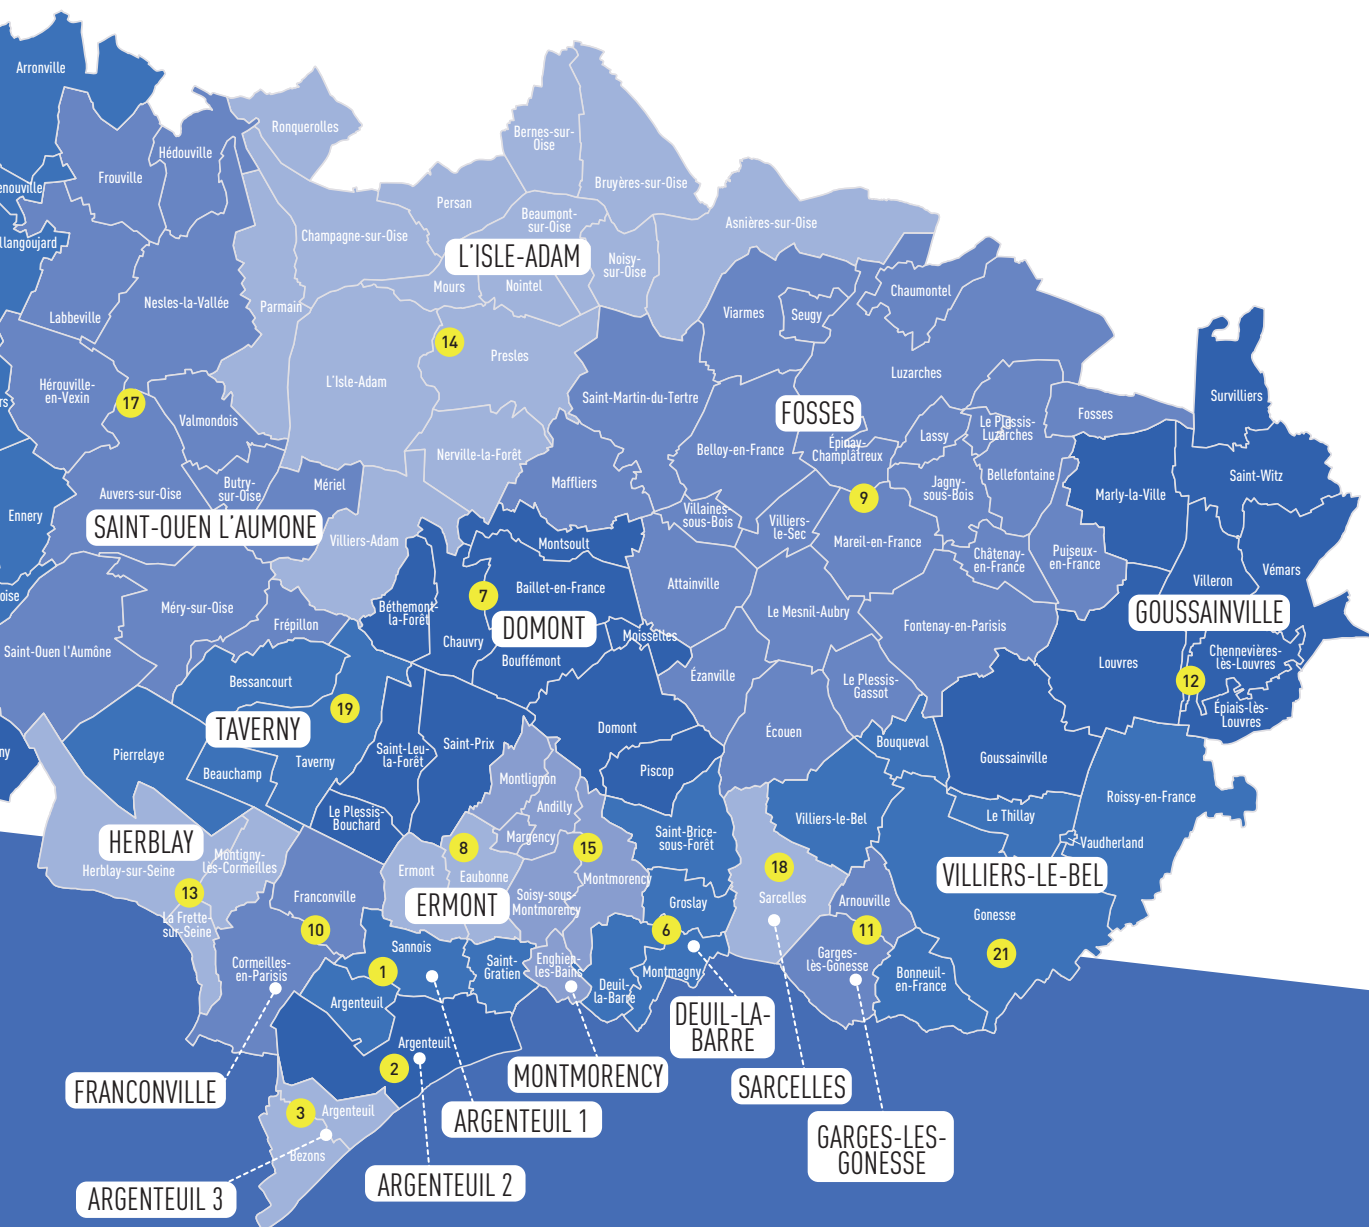 Arronville
Ronquerolles
Bernes-sur-
Oise
Hédouville
Frouville
enouville
Bruyères-sur-Oise
Persan
Beaumont-
sur-Oise
Asnières-sur-Oise
Champagne-sur-Oise
llangoujard
L'ISLE-ADAM
Noisy-
sur-Oise
Mours
Nointel
Chaumontel
Nesles-la-Vallée
Parmain
Labbeville
Viarmes
Seugy
14
Presles
L'Isle-Adam
Luzarches
Hérouville-
en-Vexin
rs
17
Valmondois
Saint-Martin-du-Tertre
FOSSES
Fosses
Survilliers
Le Plessis-
Luzarches
Lassy
Épinay-
Champlâtreux
Belloy-en-France
Nerville-la-Forêt
Maffliers
Bellefontaine
Saint-Witz
Jagny-
sous-Bois
Marly-la-Ville
Auvers-sur-Oise
Butry-
sur-Oise
Mériel
9
Ennery
SAINT-OUEN L'AUMONE
Villaines-
sous-Bois
Villiers-
le-Sec
Mareil-en-France
Villiers-Adam
Montsoult
Châtenay-
en-France
Puiseux-
en-France
Villeron
Vémars
Attainville
Baillet-en-France
7
oise
Méry-sur-Oise
Béthemont-
la-Forêt
Le Mesnil-Aubry
GOUSSAINVILLE
Frépillon
DOMONT
Moisselles
Fontenay-en-Parisis
Chauvry
Saint-Ouen l'Aumône
Bouffémont
Louvres
Chennevières-
lès-Louvres
Bessancourt
Ézanville
Le Plessis-
Gassot
12
19
Épiais-lès-
Louvres
TAVERNY
Domont
Écouen
Bouqueval
ny
Pierrelaye
Saint-Leu-
la-Forêt
Saint-Prix
Taverny
Beauchamp
Piscop
Goussainville
Montlignon
Roissy-en-France
Andilly
Le Plessis-
Bouchard
Villiers-le-Bel
Le Thillay
Margency
Saint-Brice-
sous-Forêt
Vaudherland
HERBLAY
8
15
Montigny-
lès-Cormeilles
Herblay-sur-Seine
Ermont
Eaubonne
Montmorency
18
VILLIERS-LE-BEL
13
Franconville
ERMONT
Soisy-sous-
Montmorency
Groslay
Sarcelles
Arnouville
Gonesse
La Frette-
sur-Seine
10
6
11
Sannois
Garges-
lès-Gonesse
21
Cormeilles-
en-Parisis
1
Saint-
Gratien
Enghien-
les-Bains
Montmagny
Bonneuil-
en-France
Deuil-
la-Barre
Argenteuil
DEUIL-LA-
BARRE
Argenteuil
2
MONTMORENCY
SARCELLES
FRANCONVILLE
3
Argenteuil
ARGENTEUIL 1
GARGES-LES-
GONESSE
Bezons
ARGENTEUIL 2
ARGENTEUIL 3